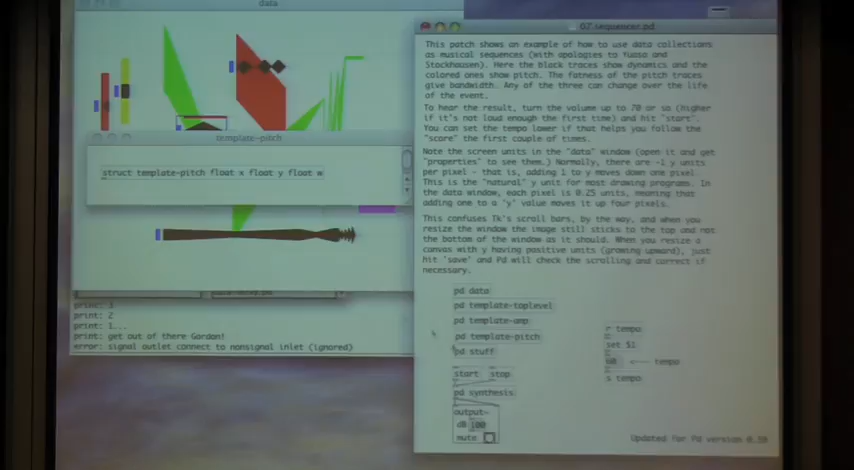 data
template-pitch
struct template-pitch float x float y float w
print: 3
print: 2
print: 1...
print: get out of there Gordon!
error: signal outlet connect to nonsignal inlet (ignored)
07.sequencer.pd
This patch shows an example of how to use data collections
as musical sequences (with apologies to Yuasa and
Stockhausen). Here the black traces show dynamics and the
colored ones show pitch. The fatness of the pitch traces
give bandwidth. Any of the three can change over the life
of the event.
To hear the result, turn the volume up to 70 or so (higher
if it's not loud enough the first time) and hit "start".
You can set the tempo lower if that helps you follow the
"score" the first couple of times.
Note the screen units in the "data" window (open it and get
"properties" to see them.) Normally, there are -1 y units
per pixel - that is, adding 1 to y moves down one pixel.
This is the "natural" y unit for most drawing programs. In
the data window, each pixel is 0.25 units, meaning that
adding one to a "y" value moves it up four pixels.
This confuses Tk's scroll bars, by the way, and when you
resize the window the image still sticks to the top and not
the bottom of the window as it should. When you resize a
canvas with y having positive units (growing upward), just
hit 'save' and Pd will check the scrolling and correct if
necessary.
pd data
pd template-toplevel
pd template-amp
pd template-pitch
pd stuff
start stop
pd synthesis
output~
dB 100
mute
r tempo
set $1
60 <--- tempo
s tempo
Updated for Pd version 0.39